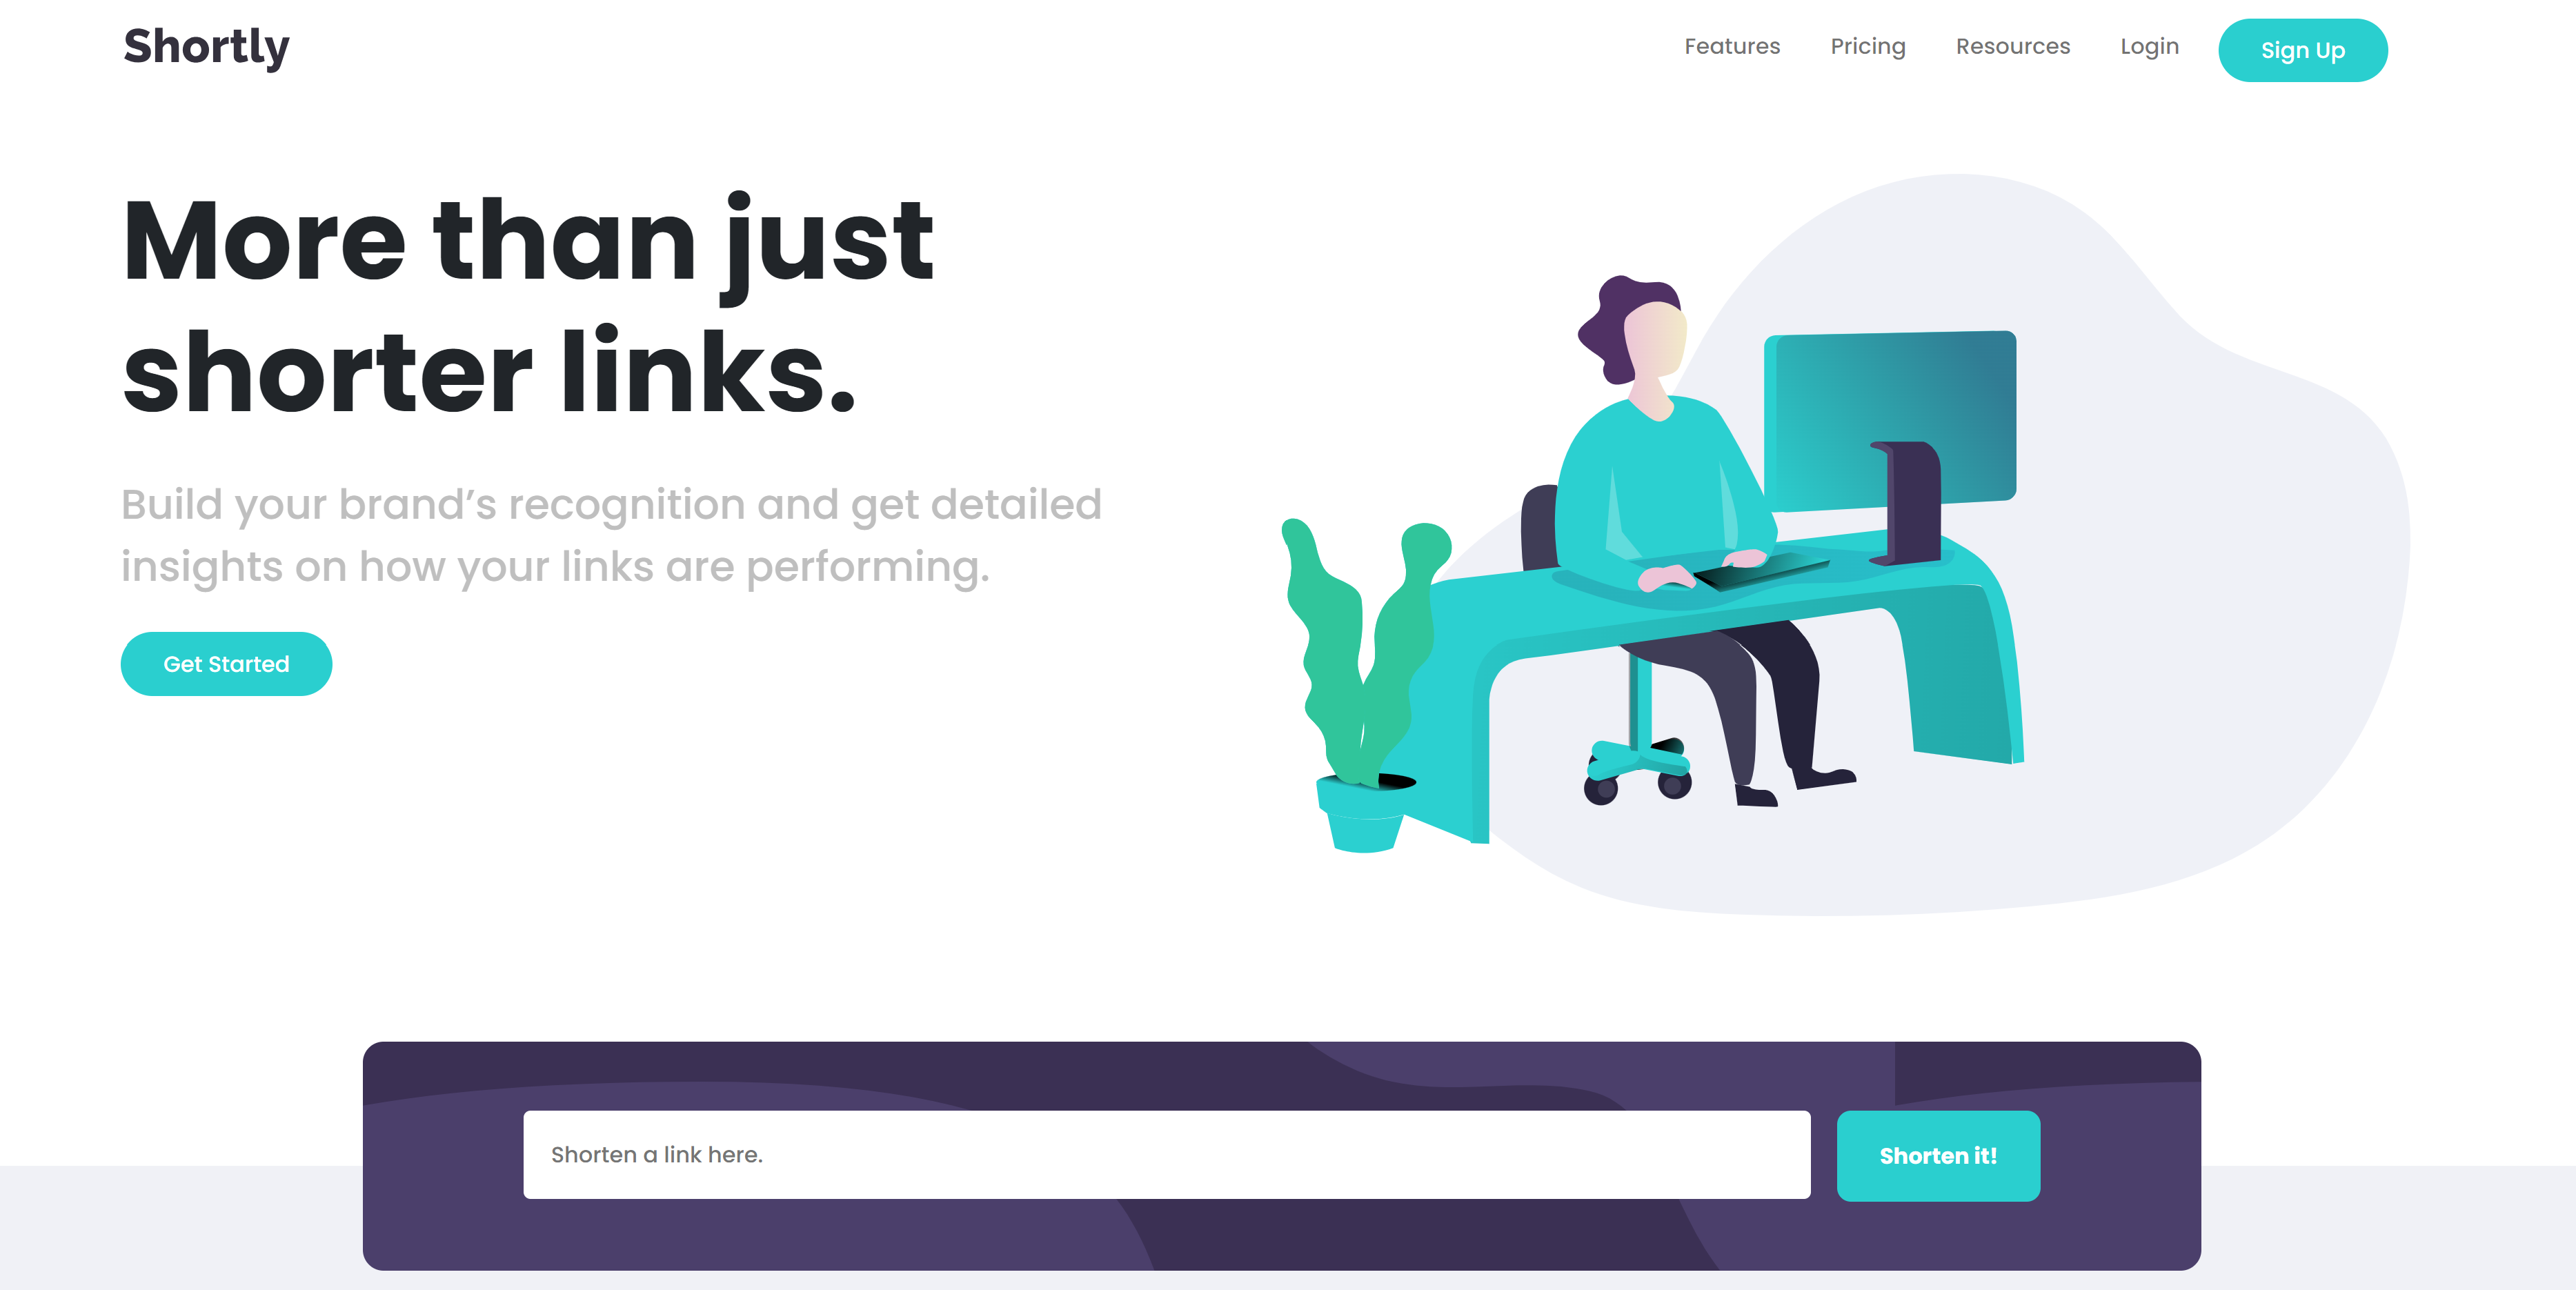 Shortly
Features
Pricing
Resources
Login
Sign Up
More than just
shorter links.
Build your brand’s recognition and get detailed
insights on how your links are performing.
Get Started
Shorten a link here.
Shorten it!